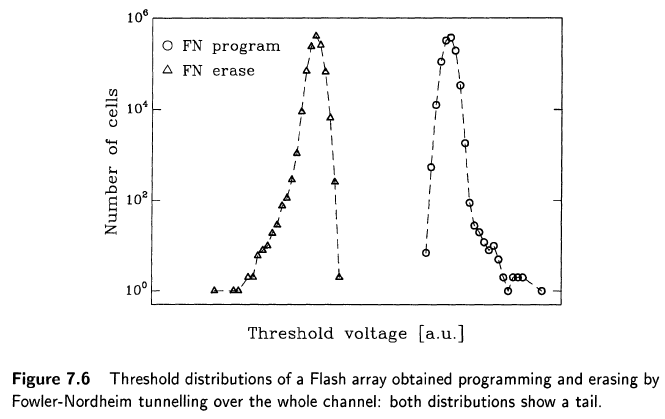 10^6
○ FN program
△ FN erase
10^4
Number of cells
10^2
10^0
Threshold voltage [a.u.]
Figure 7.6 Threshold distributions of a Flash array obtained programming and erasing by
Fowler-Nordheim tunnelling over the whole channel: both distributions show a tail.